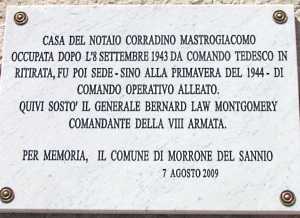 CASA DEL NOTAIO CORRADINO MASTROGIACOMO
OCCUPATA DOPO L'8 SETTEMBRE 1943 DA COMANDO TEDESCO IN
RITIRATA, FU POI SEDE - SINO ALLA PRIMAVERA DEL 1944 - DI
COMANDO OPERATIVO ALLEATO.
QUIVI SOSTO' IL GENERALE BERNARD LAW MONTGOMERY
COMANDANTE DELLA VIII ARMATA.
PER MEMORIA, IL COMUNE DI MORRONE DEL SANNIO
7 AGOSTO 2009